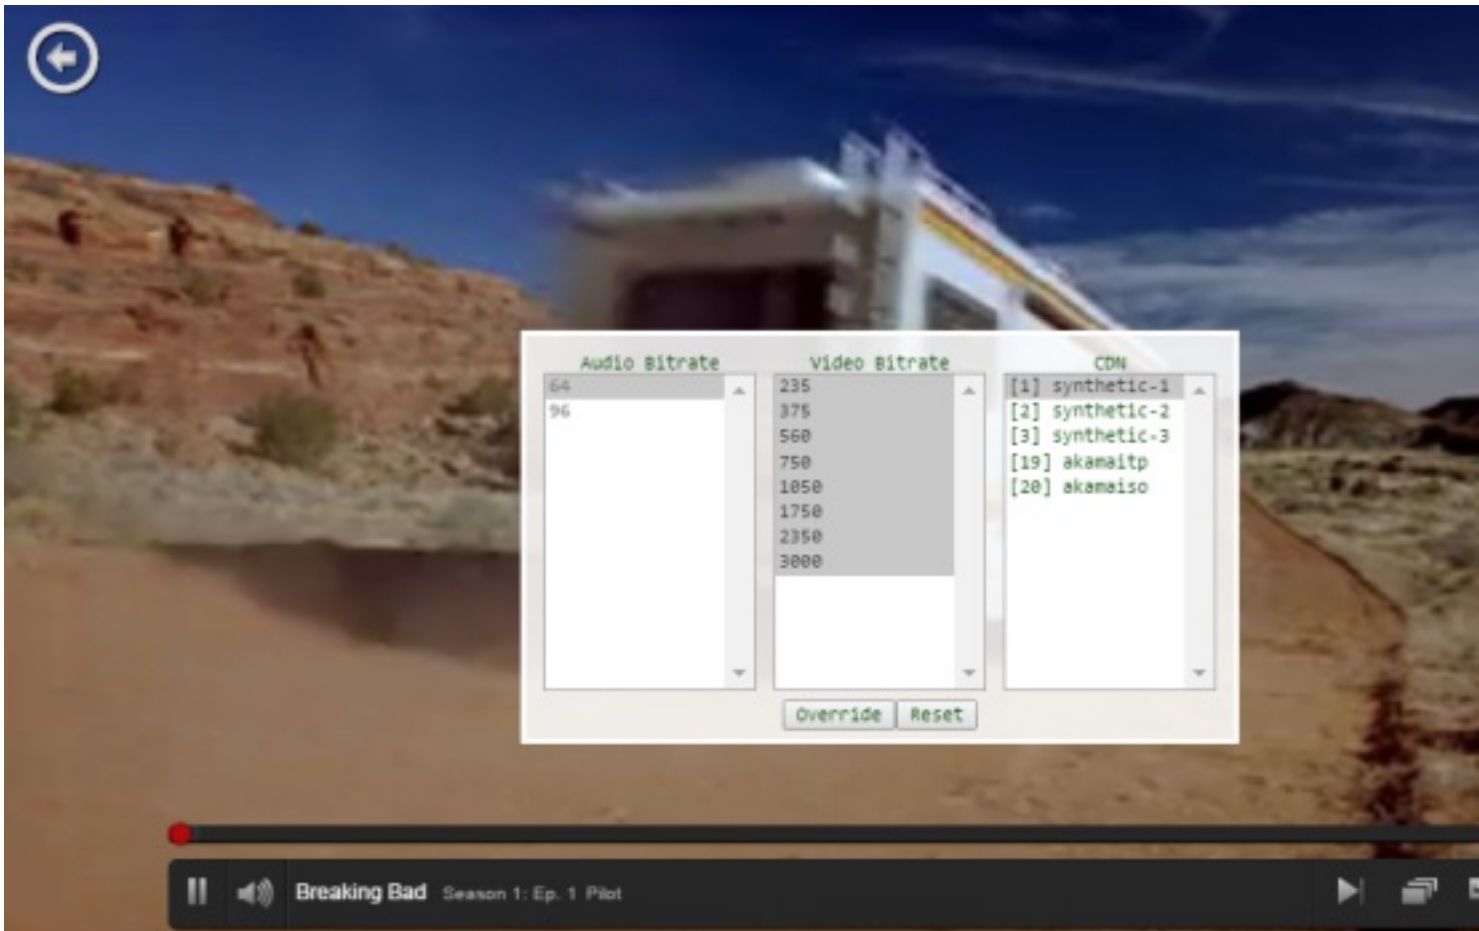 Audio Bitrate
64
96
Video Bitrate
235
375
560
750
1050
1750
2350
3000
CDN
[1] synthetic-1
[2] synthetic-2
[3] synthetic-3
[19] akamaitp
[20] akamaiso
Override Reset
Breaking Bad Season 1: Ep. 1 Pilot